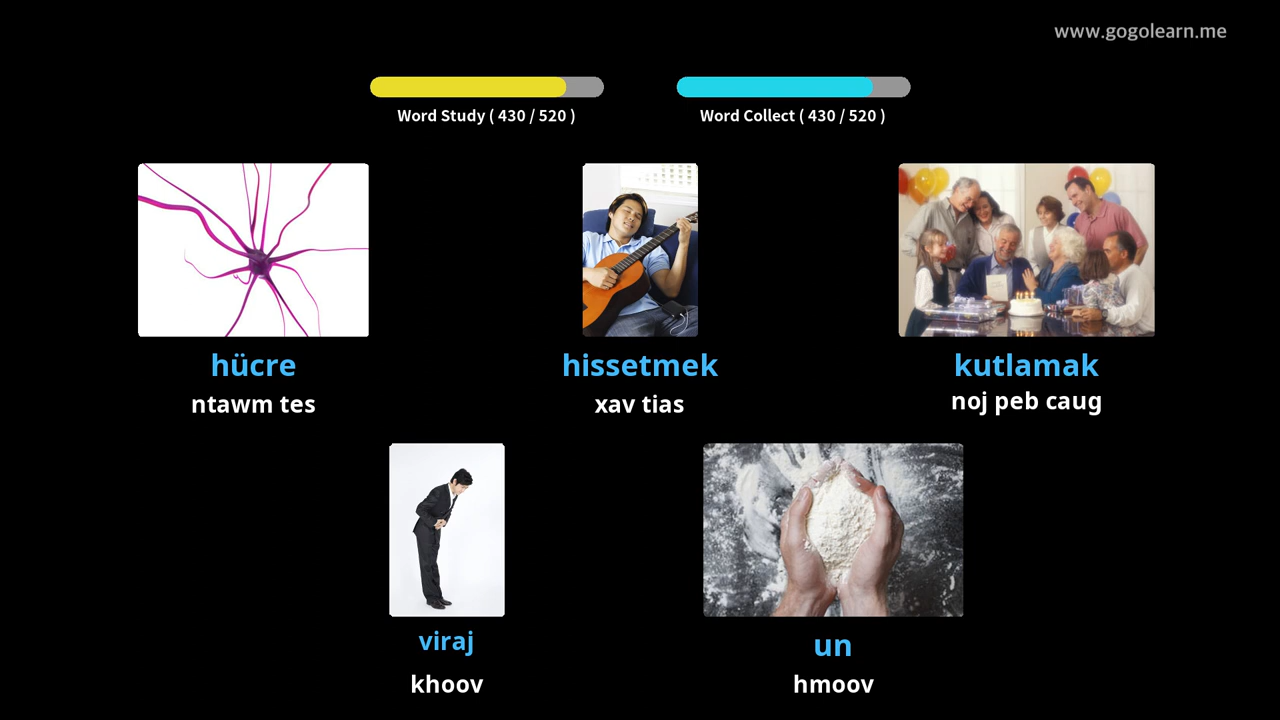 www.gogolearn.me
Word Study ( 430 / 520 )
Word Collect ( 430 / 520 )
hücre
hissetmek
kutlamak
ntawm tes
xav tias
noj peb caug
viraj
un
khoov
hmoov